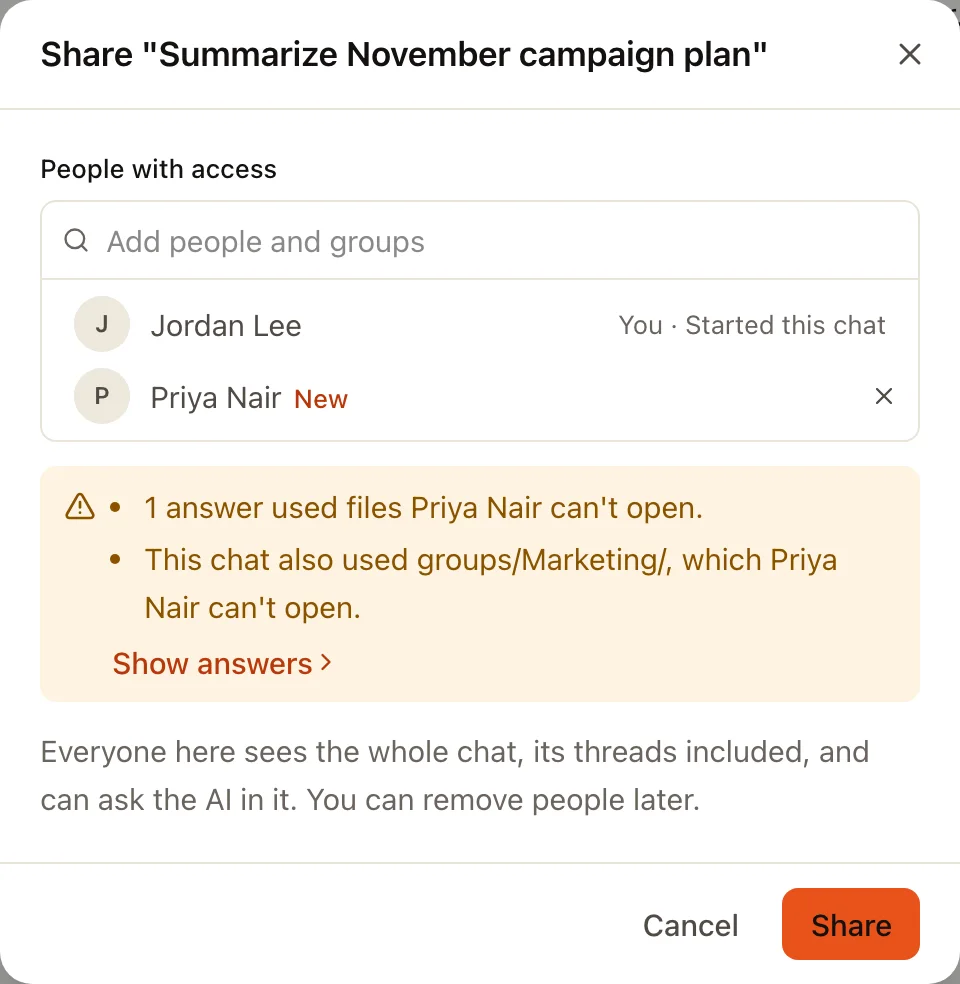 Share "Summarize November campaign plan"
People with access
Add people and groups
J
Jordan Lee
You · Started this chat
P
Priya Nair New
1 answer used files Priya Nair can't open.
This chat also used groups/Marketing/, which Priya
Nair can't open.
Show answers
Everyone here sees the whole chat, its threads included, and
can ask the AI in it. You can remove people later.
Cancel
Share